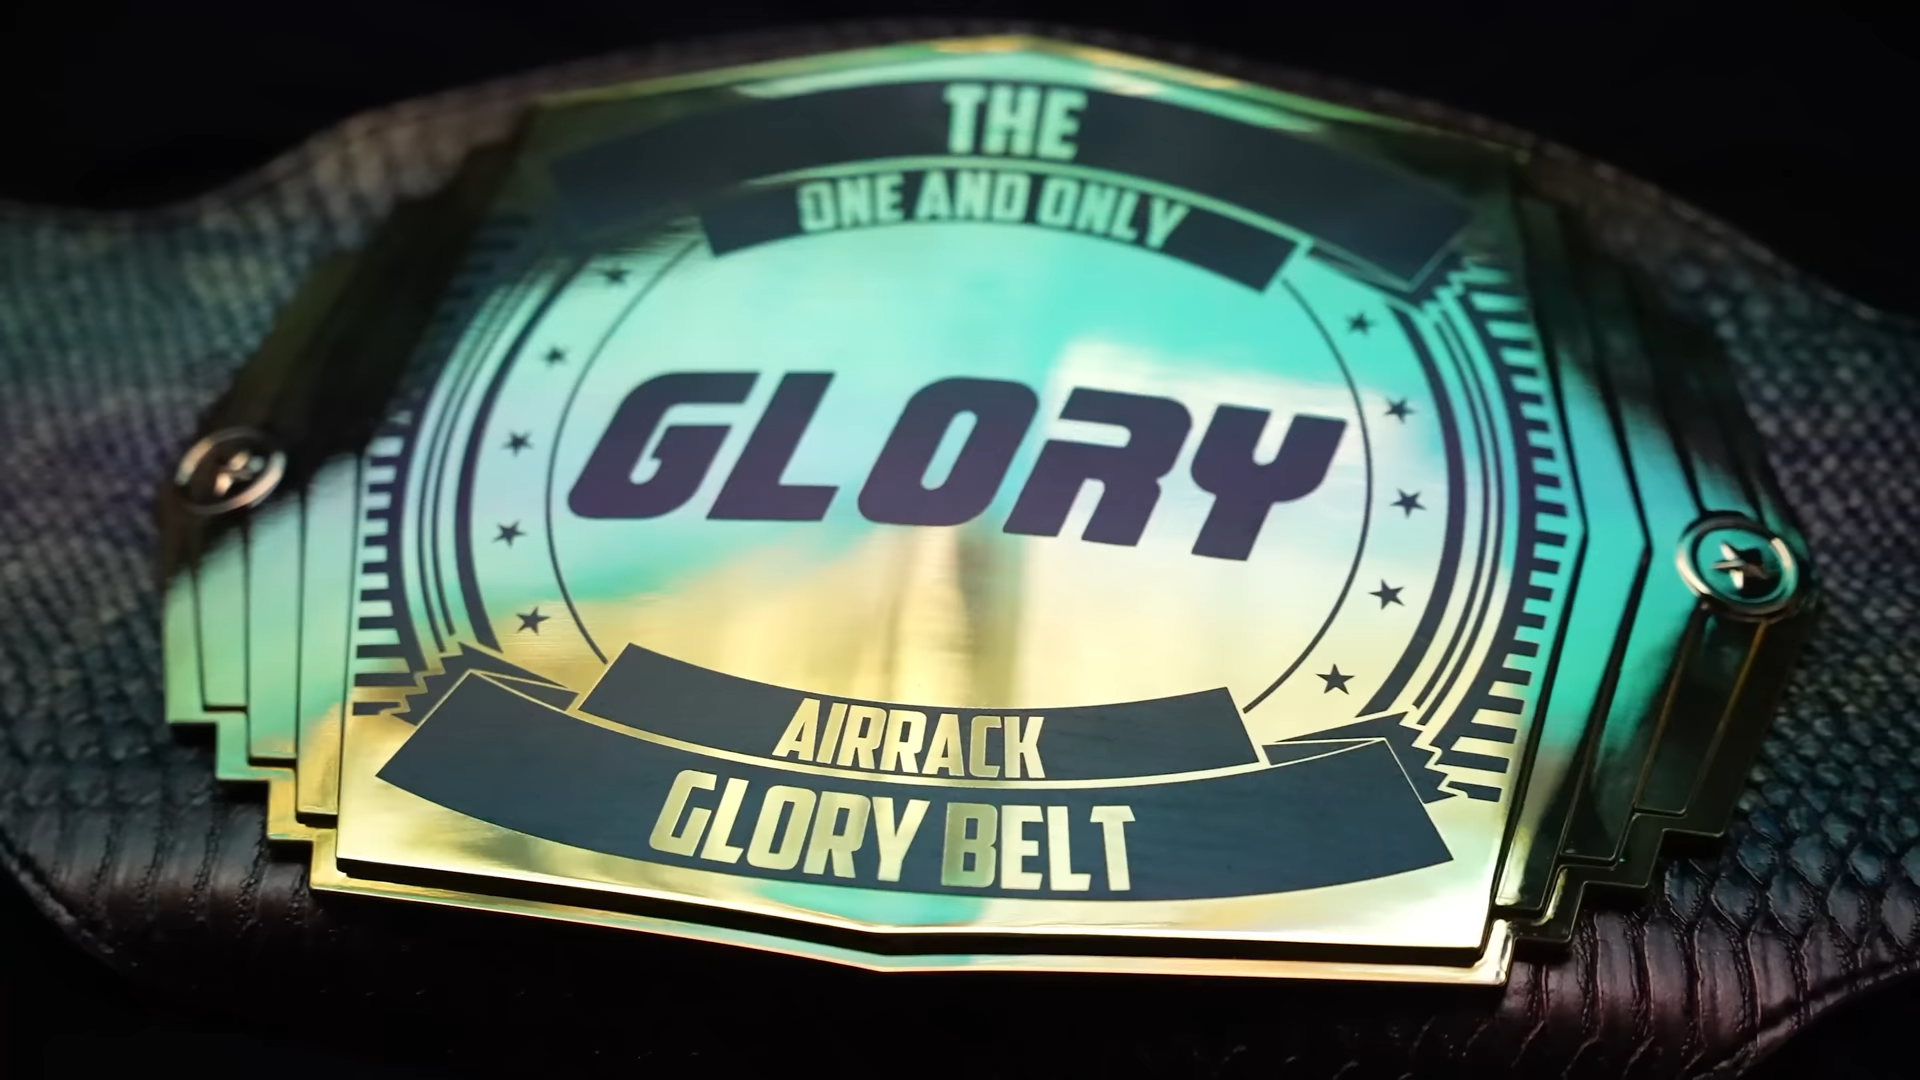 THE
ONE AND ONLY
GLORY
AIRRACK
GLORY BELT